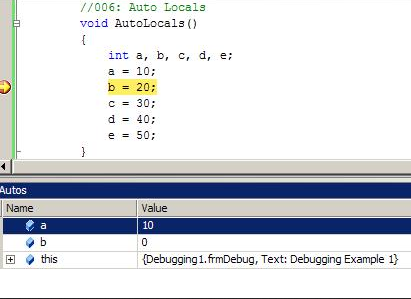 //006: Auto Locals
void AutoLocals()
{
int a, b, c, d, e;
a = 10;
b = 20;
c = 30;
d = 40;
e = 50;
}
Autos
Name Value
a 10
b 0
this {Debugging1.frmDebug, Text: Debugging Example 1}